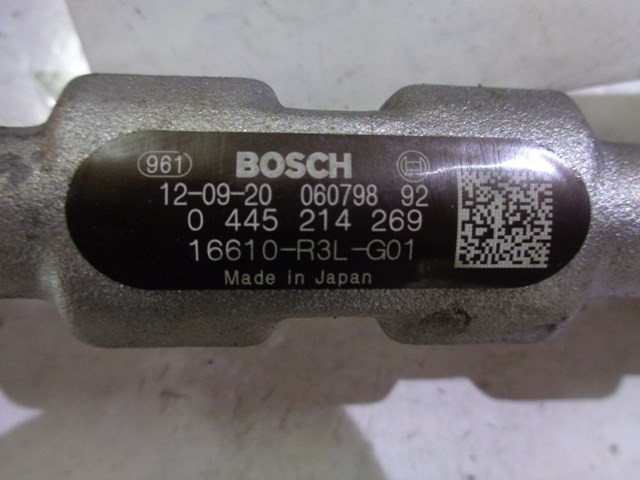 961 BOSCH
12-09-20 060798 92
0 445 214 269
16610-R3L-G01
Made in Japan